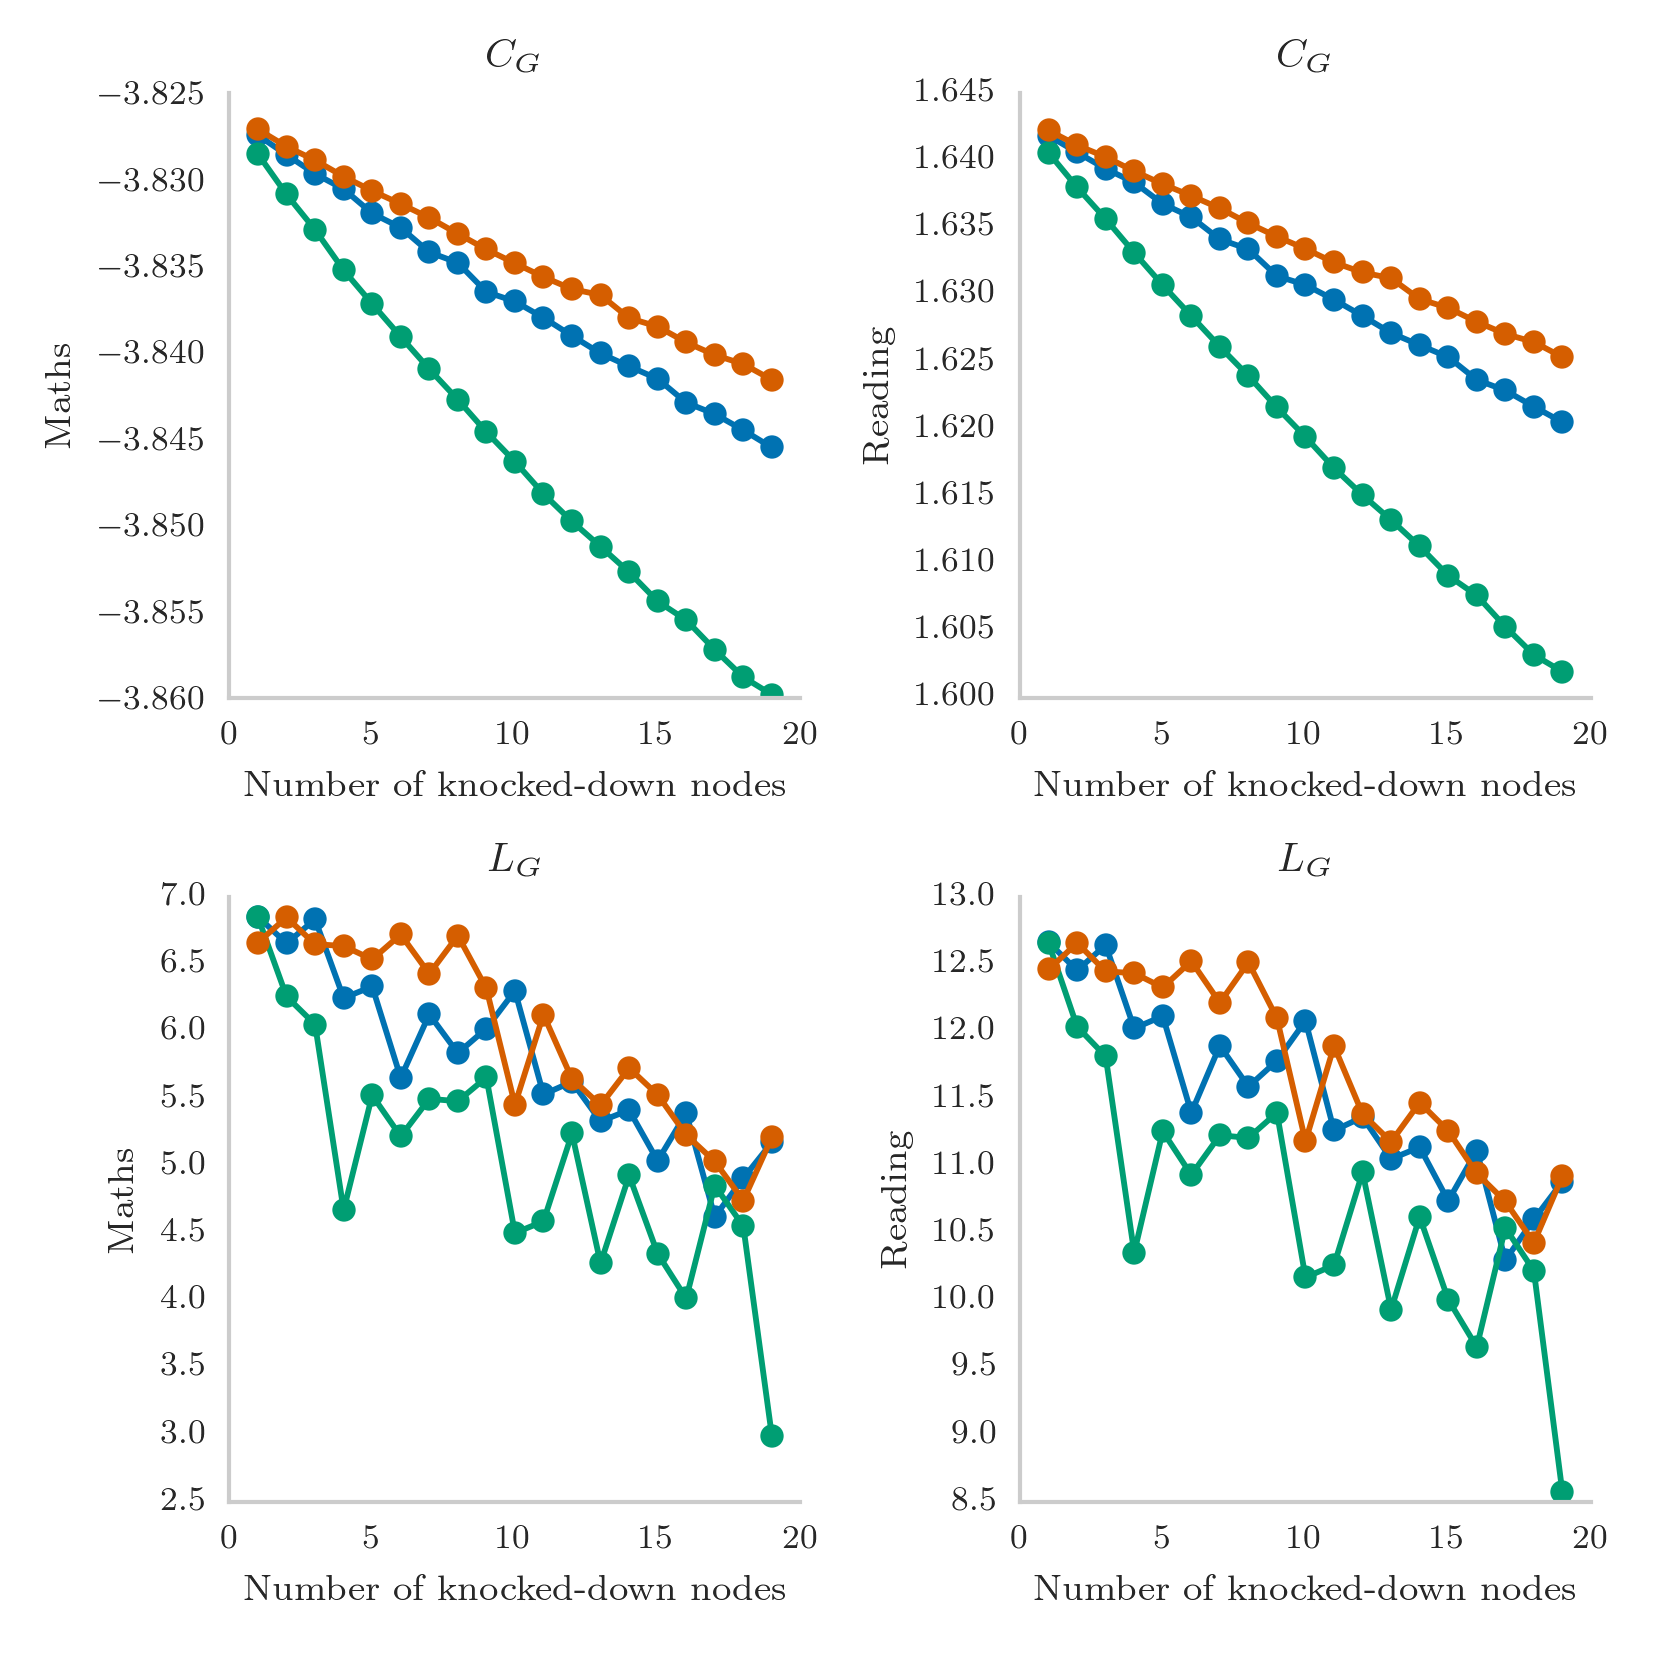 C_G
Maths
−3.825
−3.830
−3.835
−3.840
−3.845
−3.850
−3.855
−3.860
0 5 10 15 20
Number of knocked-down nodes
C_G
Reading
1.645
1.640
1.635
1.630
1.625
1.620
1.615
1.610
1.605
1.600
0 5 10 15 20
Number of knocked-down nodes
L_G
Maths
7.0
6.5
6.0
5.5
5.0
4.5
4.0
3.5
3.0
2.5
0 5 10 15 20
Number of knocked-down nodes
L_G
Reading
13.0
12.5
12.0
11.5
11.0
10.5
10.0
9.5
9.0
8.5
0 5 10 15 20
Number of knocked-down nodes